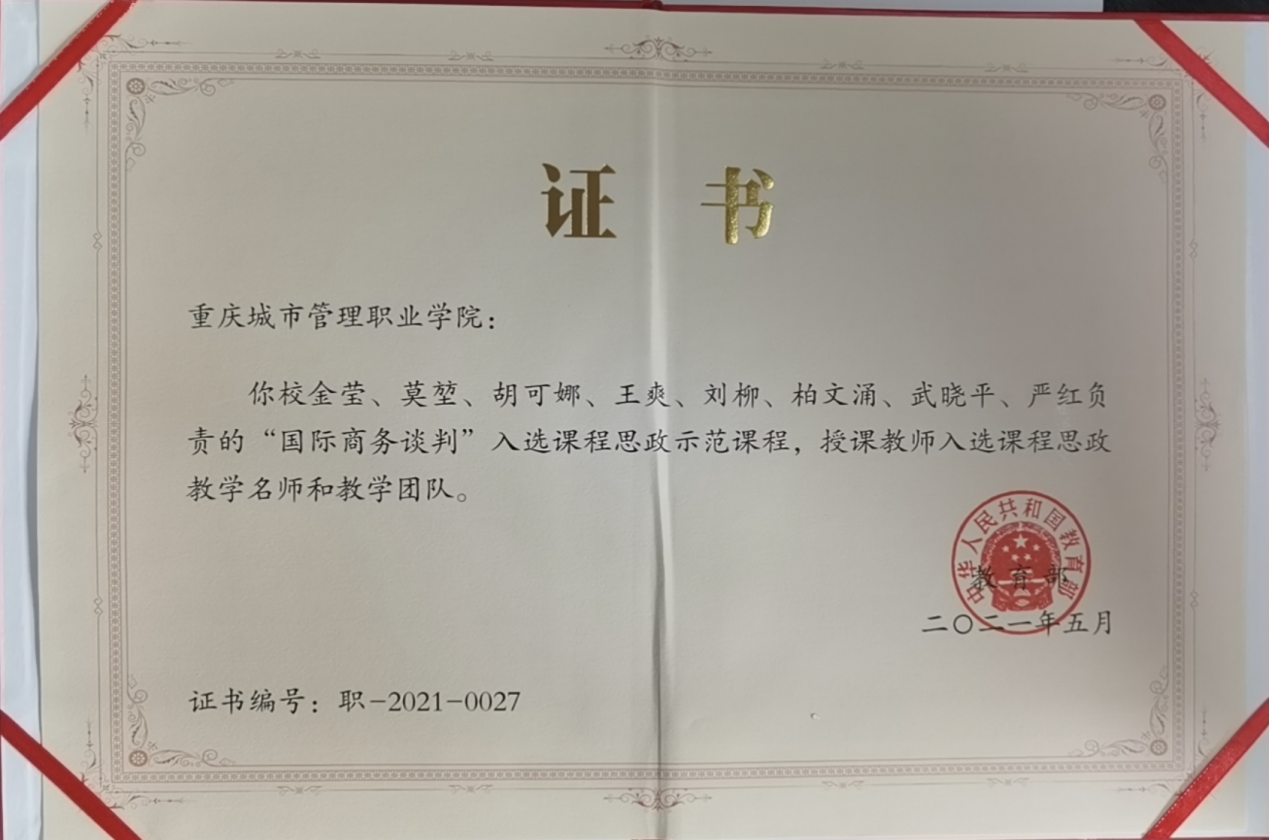 证书
重庆城市管理职业学院：
你校金莹、莫堃、胡可娜、王爽、刘柳、柏文涌、武晓平、严红负
责的“国际商务谈判”入选课程思政示范课程，授课教师入选课程思政
教学名师和教学团队。
中华人民共和国教育部
教育部
二〇二一年五月
证书编号：职-2021-0027